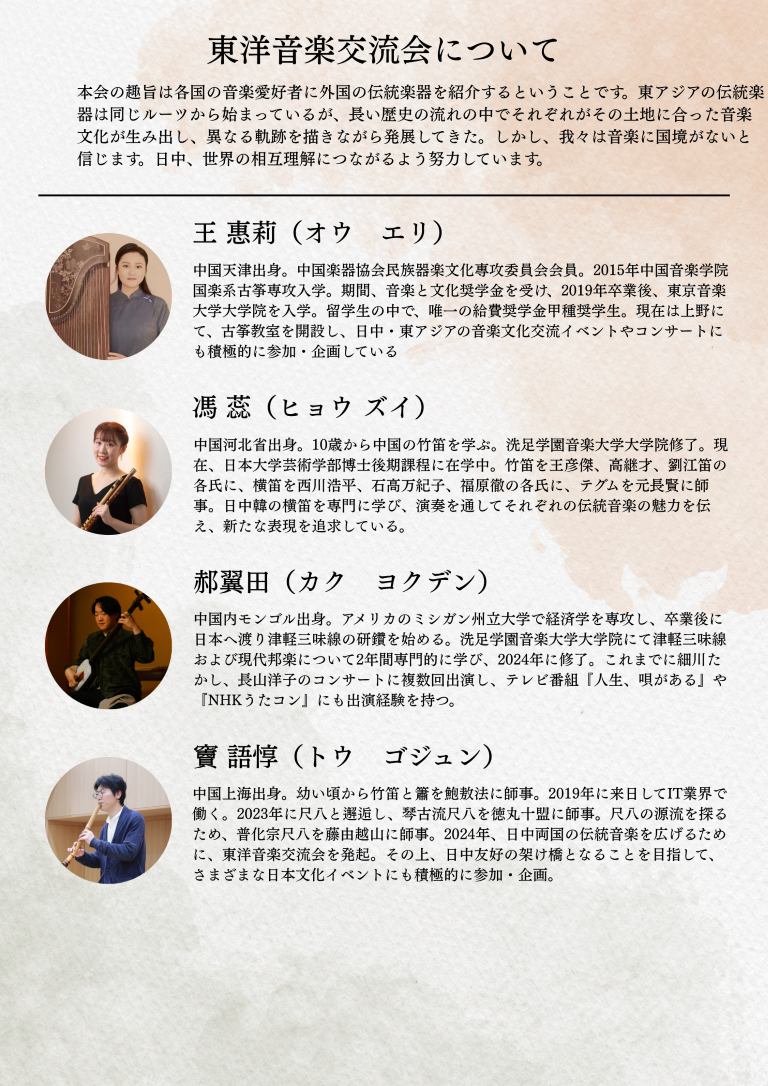 東洋音楽交流会について
本会の趣旨は各国の音楽愛好者に外国の伝統楽器を紹介するということです。東アジアの伝統楽
器は同じルーツから始まっているが、長い歴史の流れの中でそれぞれがその土地に合った音楽
文化が生み出し、異なる軌跡を描きながら発展してきた。しかし、我々は音楽に国境がないと
信じます。日中、世界の相互理解につながるよう努力しています。
王 惠莉（オウ　エリ）
中国天津出身。中国楽器協会民族器楽文化専攻委員会会員。2015年中国音楽学院
国楽系古箏専攻入学。期間、音楽と文化奨学金を受け、2019年卒業後、東京音楽
大学大学院を入学。留学生の中で、唯一の給費奨学金甲種奨学生。現在は上野に
て、古箏教室を開設し、日中・東アジアの音楽文化交流イベントやコンサートに
も積極的に参加・企画している
馮 蕊（ヒョウ ズイ）
中国河北省出身。10歳から中国の竹笛を学ぶ。洗足学園音楽大学大学院修了。現
在、日本大学芸術学部博士後期課程に在学中。竹笛を王彦傑、高継才、劉江笛の
各氏に、横笛を西川浩平、石高万紀子、福原徹の各氏に、テグムを元長賢に師
事。日中韓の横笛を専門に学び、演奏を通してそれぞれの伝統音楽の魅力を伝
え、新たな表現を追求している。
郝翼田（カク　ヨクデン）
中国内モンゴル出身。アメリカのミシガン州立大学で経済学を専攻し、卒業後に
日本へ渡り津軽三味線の研鑽を始める。洗足学園音楽大学大学院にて津軽三味線
および現代邦楽について2年間専門的に学び、2024年に修了。これまでに細川た
かし、長山洋子のコンサートに複数回出演し、テレビ番組『人生、唄がある』や
『NHKうたコン』にも出演経験を持つ。
竇 語惇（トウ　ゴジュン）
中国上海出身。幼い頃から竹笛と簫を鮑敖法に師事。2019年に来日してIT業界で
働く。2023年に尺八と邂逅し、琴古流尺八を徳丸十盟に師事。尺八の源流を探る
ため、普化宗尺八を藤由越山に師事。2024年、日中両国の伝統音楽を広げるため
に、東洋音楽交流会を発起。その上、日中友好の架け橋となることを目指して、
さまざまな日本文化イベントにも積極的に参加・企画。